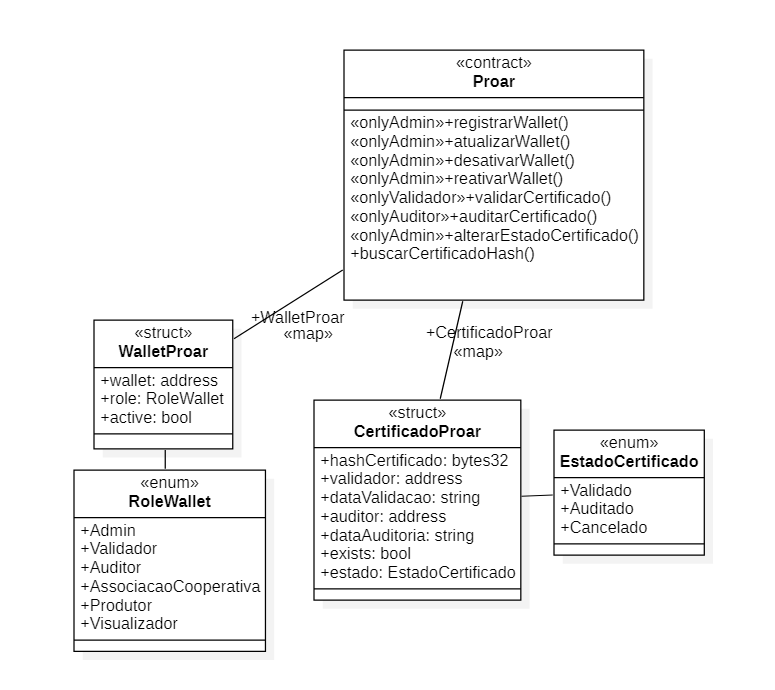 «contract»
Proar
«onlyAdmin»+registrarWallet()
«onlyAdmin»+atualizarWallet()
«onlyAdmin»+desativarWallet()
«onlyAdmin»+reativarWallet()
«onlyValidador»+validarCertificado()
«onlyAuditor»+auditarCertificado()
«onlyAdmin»+alterarEstadoCertificado()
+buscarCertificadoHash()
+WalletProar
«map»
+CertificadoProar
«map»
«struct»
WalletProar
+wallet: address
+role: RoleWallet
+active: bool
«enum»
RoleWallet
+Admin
+Validador
+Auditor
+AssociacaoCooperativa
+Produtor
+Visualizador
«struct»
CertificadoProar
+hashCertificado: bytes32
+validador: address
+dataValidacao: string
+auditor: address
+dataAuditoria: string
+exists: bool
+estado: EstadoCertificado
«enum»
EstadoCertificado
+Validado
+Auditado
+Cancelado